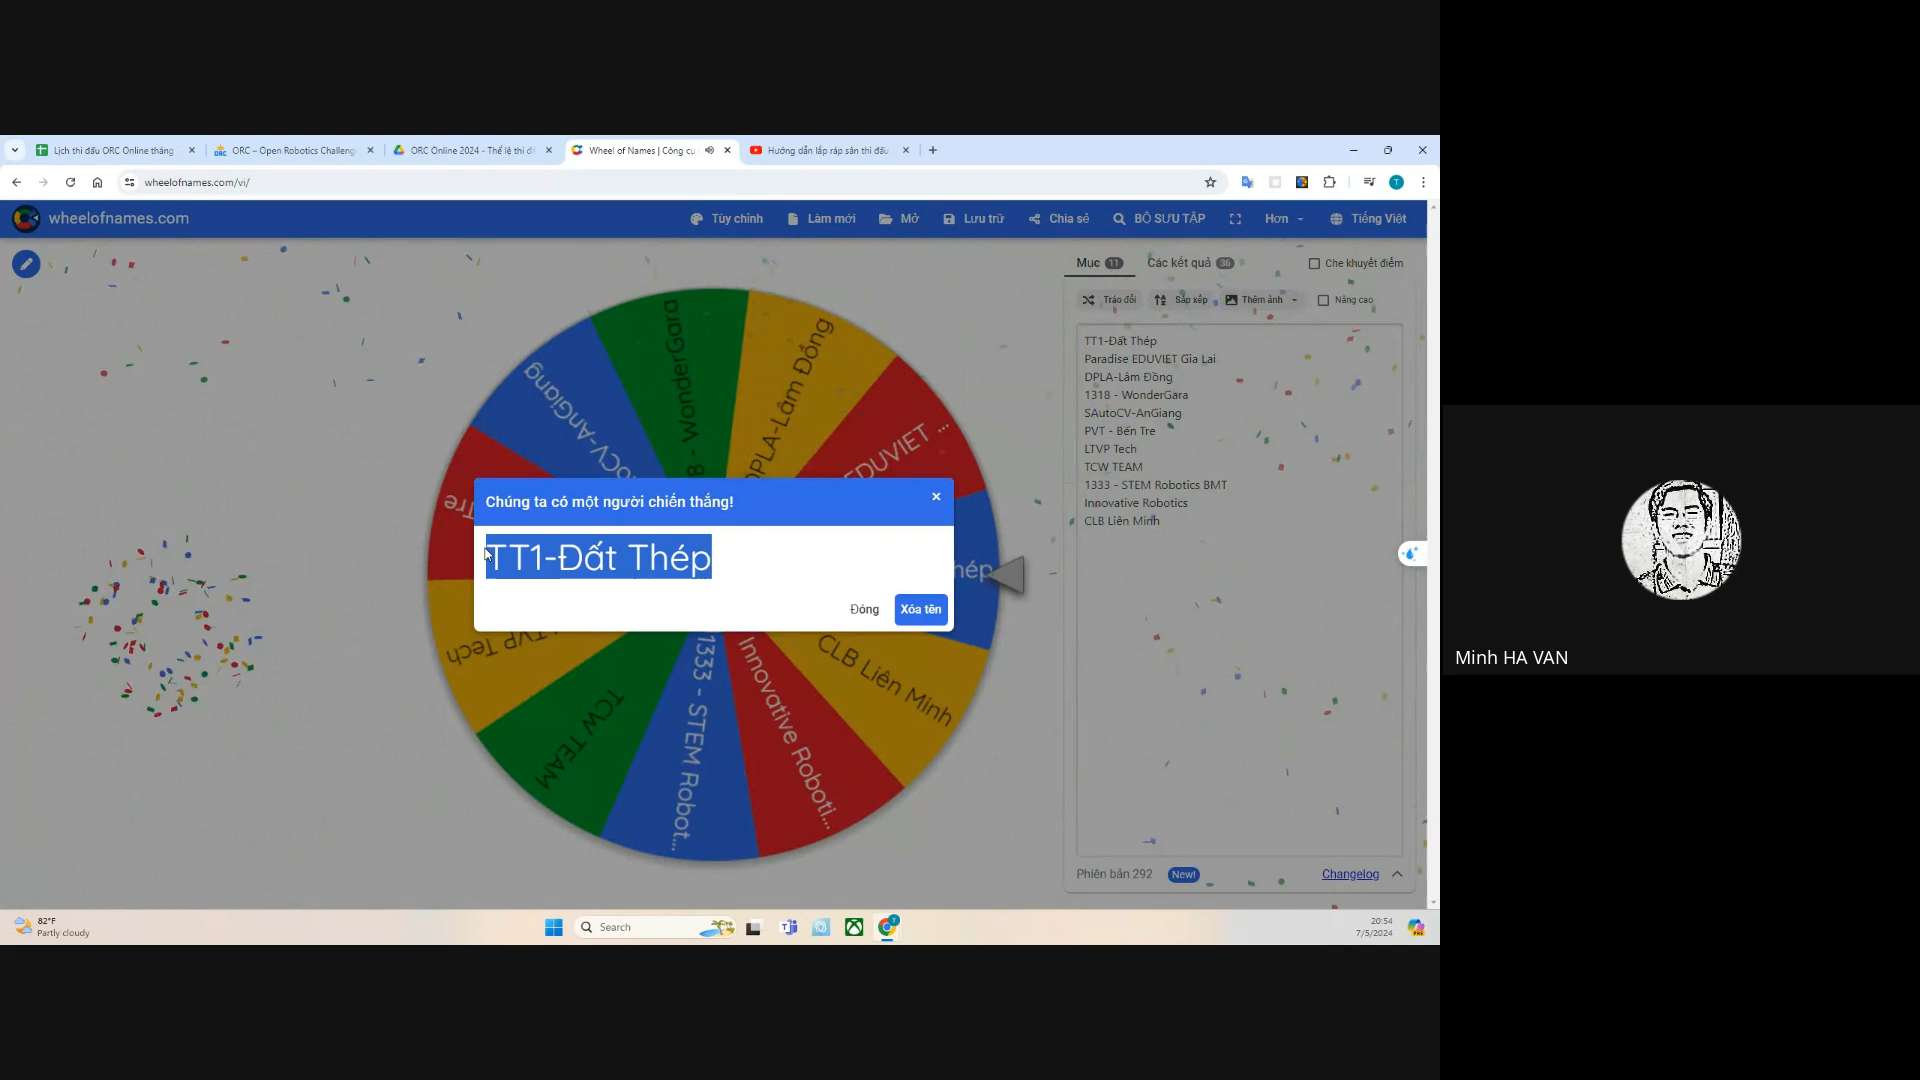 Lịch thi đấu ORC Online tháng
ORC – Open Robotics Challeng
ORC Online 2024 - Thể lệ thi đấ
Wheel of Names | Công cụ
Hướng dẫn lắp ráp sân thi đấu
wheelofnames.com/vi/
T
wheelofnames.com
Tùy chỉnh
Làm mới
Mở
Lưu trữ
Chia sẻ
BỘ SƯU TẬP
Hơn
Tiếng Việt
Mục 11
Các kết quả 36
Che khuyết điểm
Tráo đổi
Sắp xếp
Thêm ảnh
Nâng cao
TT1-Đất Thép
Paradise EDUVIET Gia Lai
DPLA-Lâm Đồng
1318 - WonderGara
SAutoCV-AnGiang
PVT - Bến Tre
LTVP Tech
TCW TEAM
1333 - STEM Robotics BMT
Innovative Robotics
CLB Liên Minh
8 - WonderGara
DPLA-Lâm Đồng
EDUVIET ...
hép
CLB Liên Minh
Innovative Roboti...
1333 - STEM Robot...
TCW TEAM
LTVP Tech
Tre
oCV-AnGiang
Chúng ta có một người chiến thắng!
TT1-Đất Thép
Đóng
Xóa tên
Phiên bản 292
New!
Changelog
82°F
Partly cloudy
Search
20:54
7/5/2024
Minh HA VAN